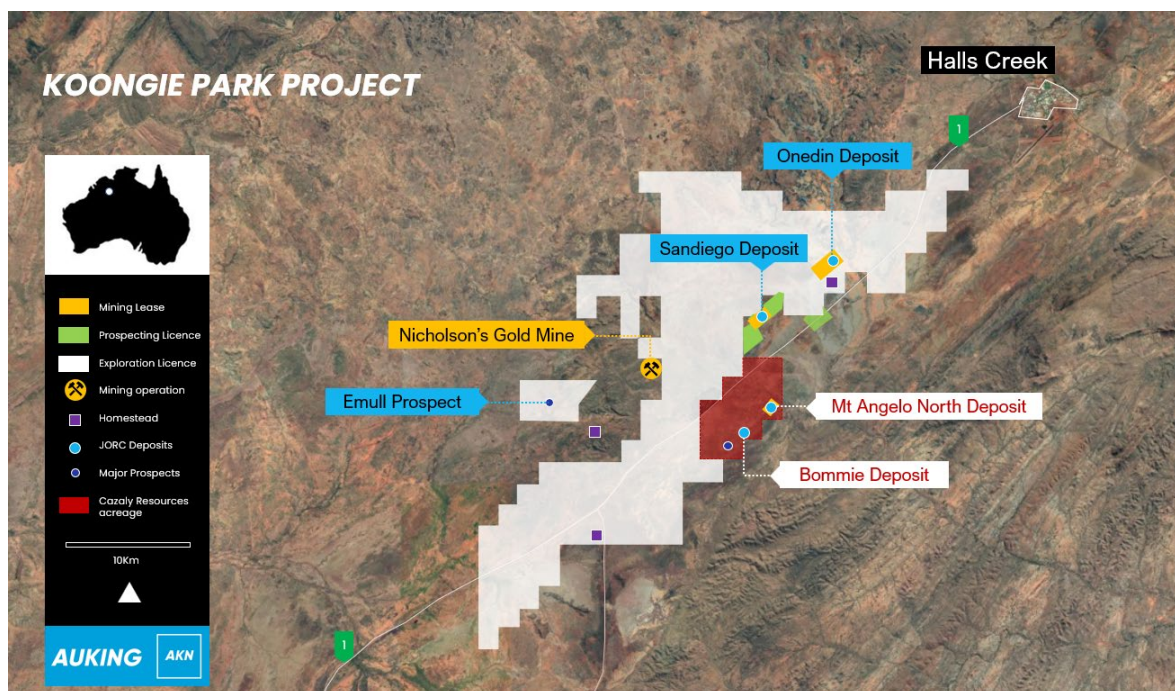 KOONGIE PARK PROJECT
Halls Creek
1
Onedin Deposit
Sandiego Deposit
Nicholson's Gold Mine
Emull Prospect
Mt Angelo North Deposit
Bommie Deposit
Mining Lease
Prospecting Licence
Exploration Licence
Mining operation
Homestead
JORC Deposits
Major Prospects
Cazaly Resources
acreage
10Km
AUKING
AKN
1